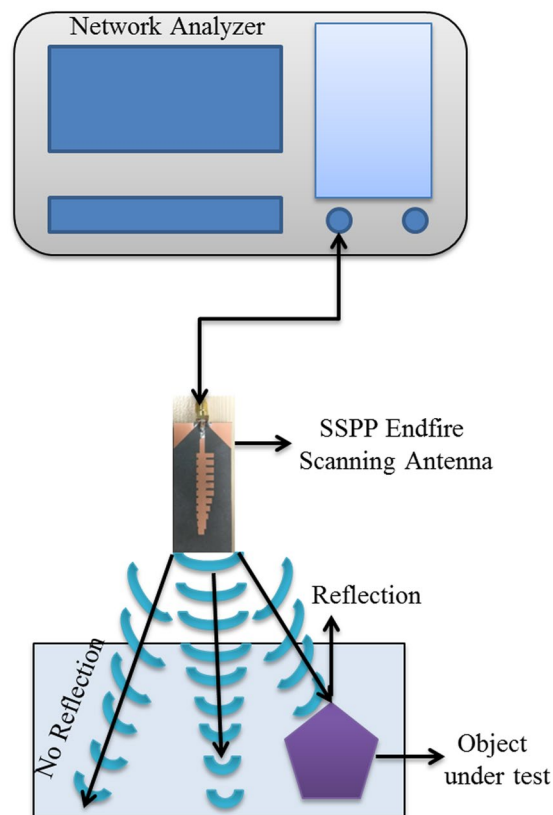 Network Analyzer
SSPP Endfire
Scanning Antenna
Reflection
No Reflection
Object
under test